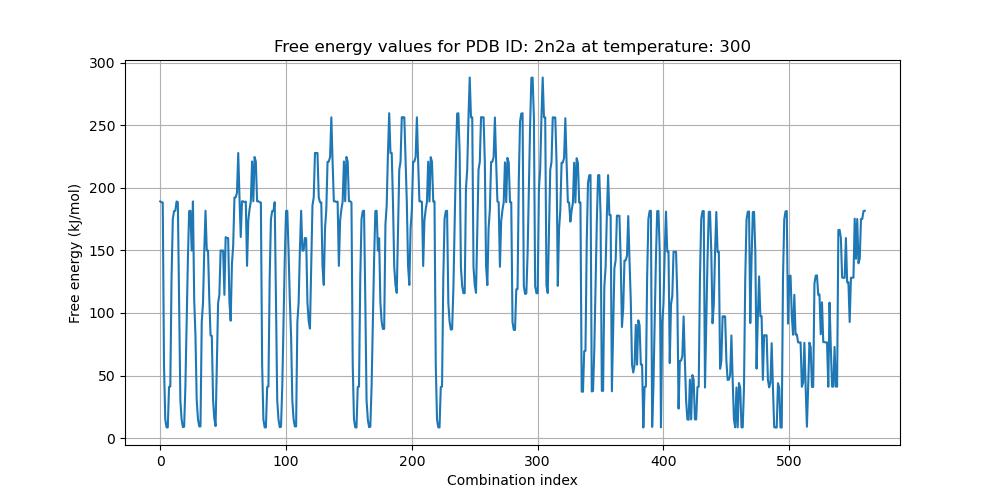 Free energy values for PDB ID: 2n2a at temperature: 300
300
250
200
150
100
50
0
Free energy (kJ/mol)
0 100 200 300 400 500
Combination index